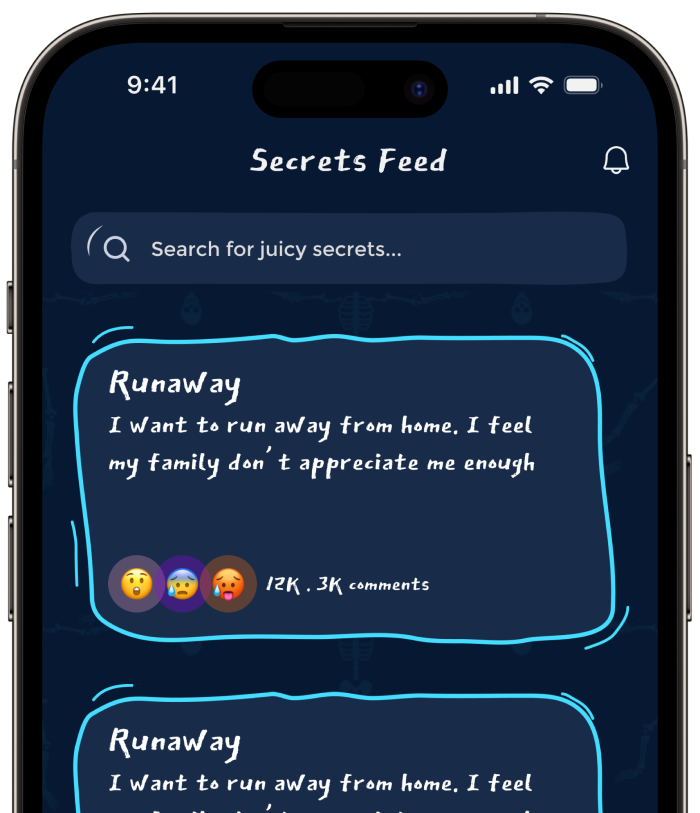 9:41
Secrets Feed
Search for juicy secrets...
Runaway
I want to run away from home. I feel
my family don't appreciate me enough
12K . 3K comments
Runaway
I want to run away from home. I feel